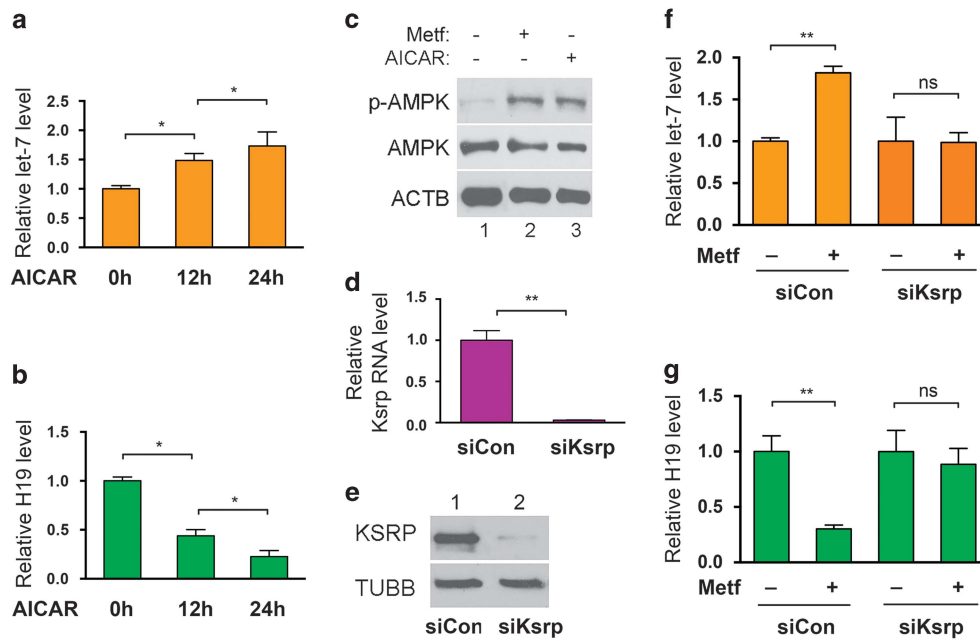 a
Relative let-7 level
2.5
2.0
1.5
1.0
0.5
0.0
*
*
AICAR 0h 12h 24h
b
Relative H19 level
1.5
1.0
0.5
0.0
*
*
AICAR 0h 12h 24h
c
Metf: - + -
AICAR: - - +
p-AMPK
AMPK
ACTB
1 2 3
d
Relative
Ksrp RNA level
1.5
1.0
0.5
0.0
**
siCon siKsrp
e
1 2
KSRP
TUBB
siCon siKsrp
f
Relative let-7 level
2.0
1.5
1.0
0.5
1.0
**
ns
Metf – + – +
siCon siKsrp
g
Relative H19 level
1.5
1.0
0.5
0.0
**
ns
Metf – + – +
siCon siKsrp